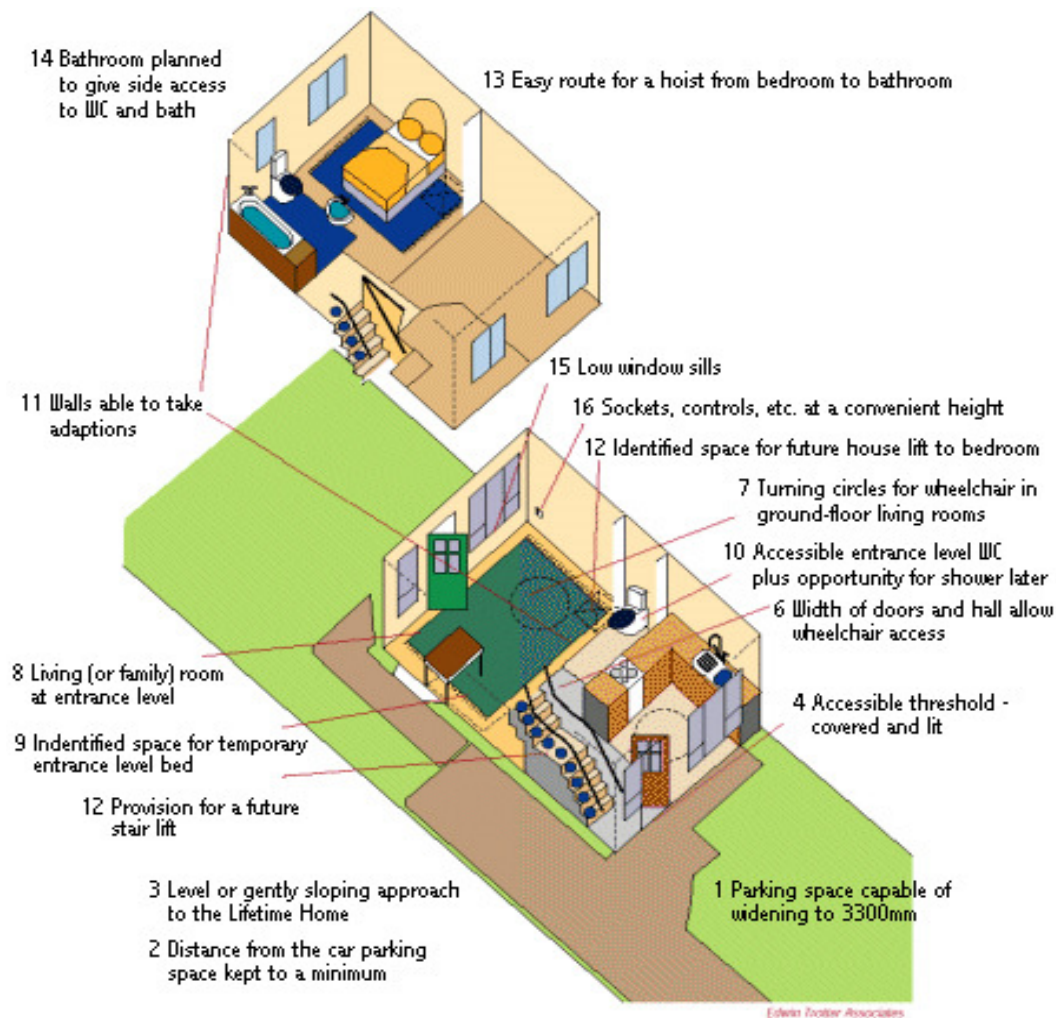 14 Bathroom planned
to give side access
to WC and bath
13 Easy route for a hoist from bedroom to bathroom
15 Low window sills
11 Walls able to take
adaptions
16 Sockets, controls, etc. at a convenient height
12 Identified space for future house lift to bedroom
7 Turning circles for wheelchair in
ground-floor living rooms
10 Accessible entrance level WC
plus opportunity for shower later
6 Width of doors and hall allow
wheelchair access
8 Living (or family) room
at entrance level
4 Accessible threshold -
covered and lit
9 Indentified space for temporary
entrance level bed
12 Provision for a future
stair lift
3 Level or gently sloping approach
to the Lifetime Home
1 Parking space capable of
widening to 3300mm
2 Distance from the car parking
space kept to a minimum
Edwin Trotter Associates